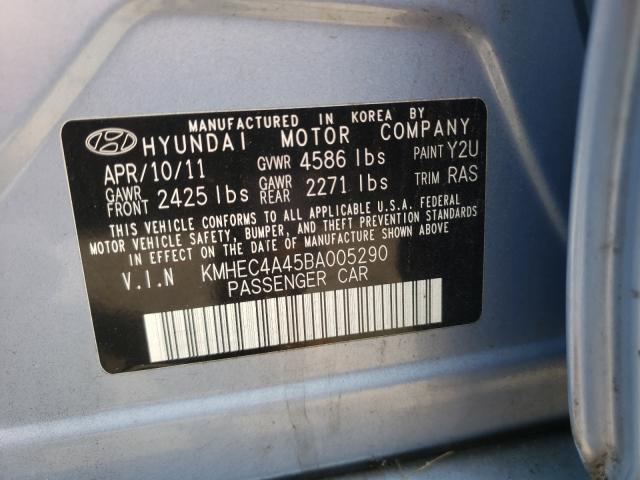 MANUFACTURED IN KOREA BY
HYUNDAI MOTOR COMPANY
APR/10/11 GVWR 4586 lbs PAINT Y2U
GAWR FRONT 2425 lbs GAWR REAR 2271 lbs TRIM RAS
THIS VEHICLE CONFORMS TO ALL APPLICABLE U.S.A. FEDERAL
MOTOR VEHICLE SAFETY, BUMPER, AND THEFT PREVENTION STANDARDS
IN EFFECT ON THE DATE OF MANUFACTURE SHOWN ABOVE.
V.I.N KMHEC4A45BA005290
PASSENGER CAR